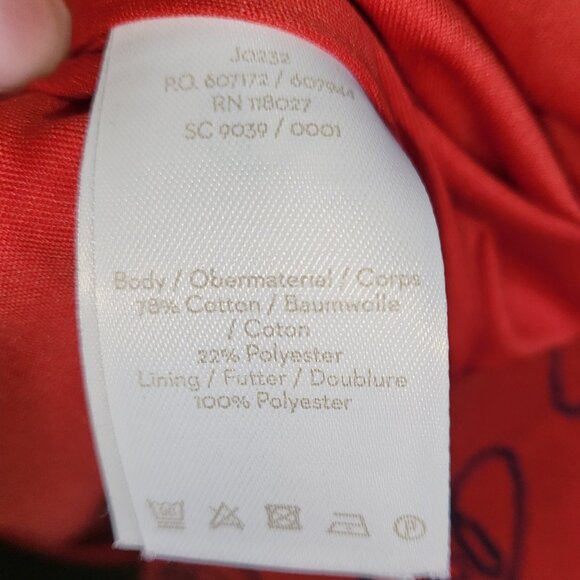 J0232
P.O. 607172 / 607944
RN 118027
SC 9039 / 0001
Body / Obermaterial / Corps
78% Cotton / Baumwolle
/ Coton
22% Polyester
Lining / Futter / Doublure
100% Polyester
P